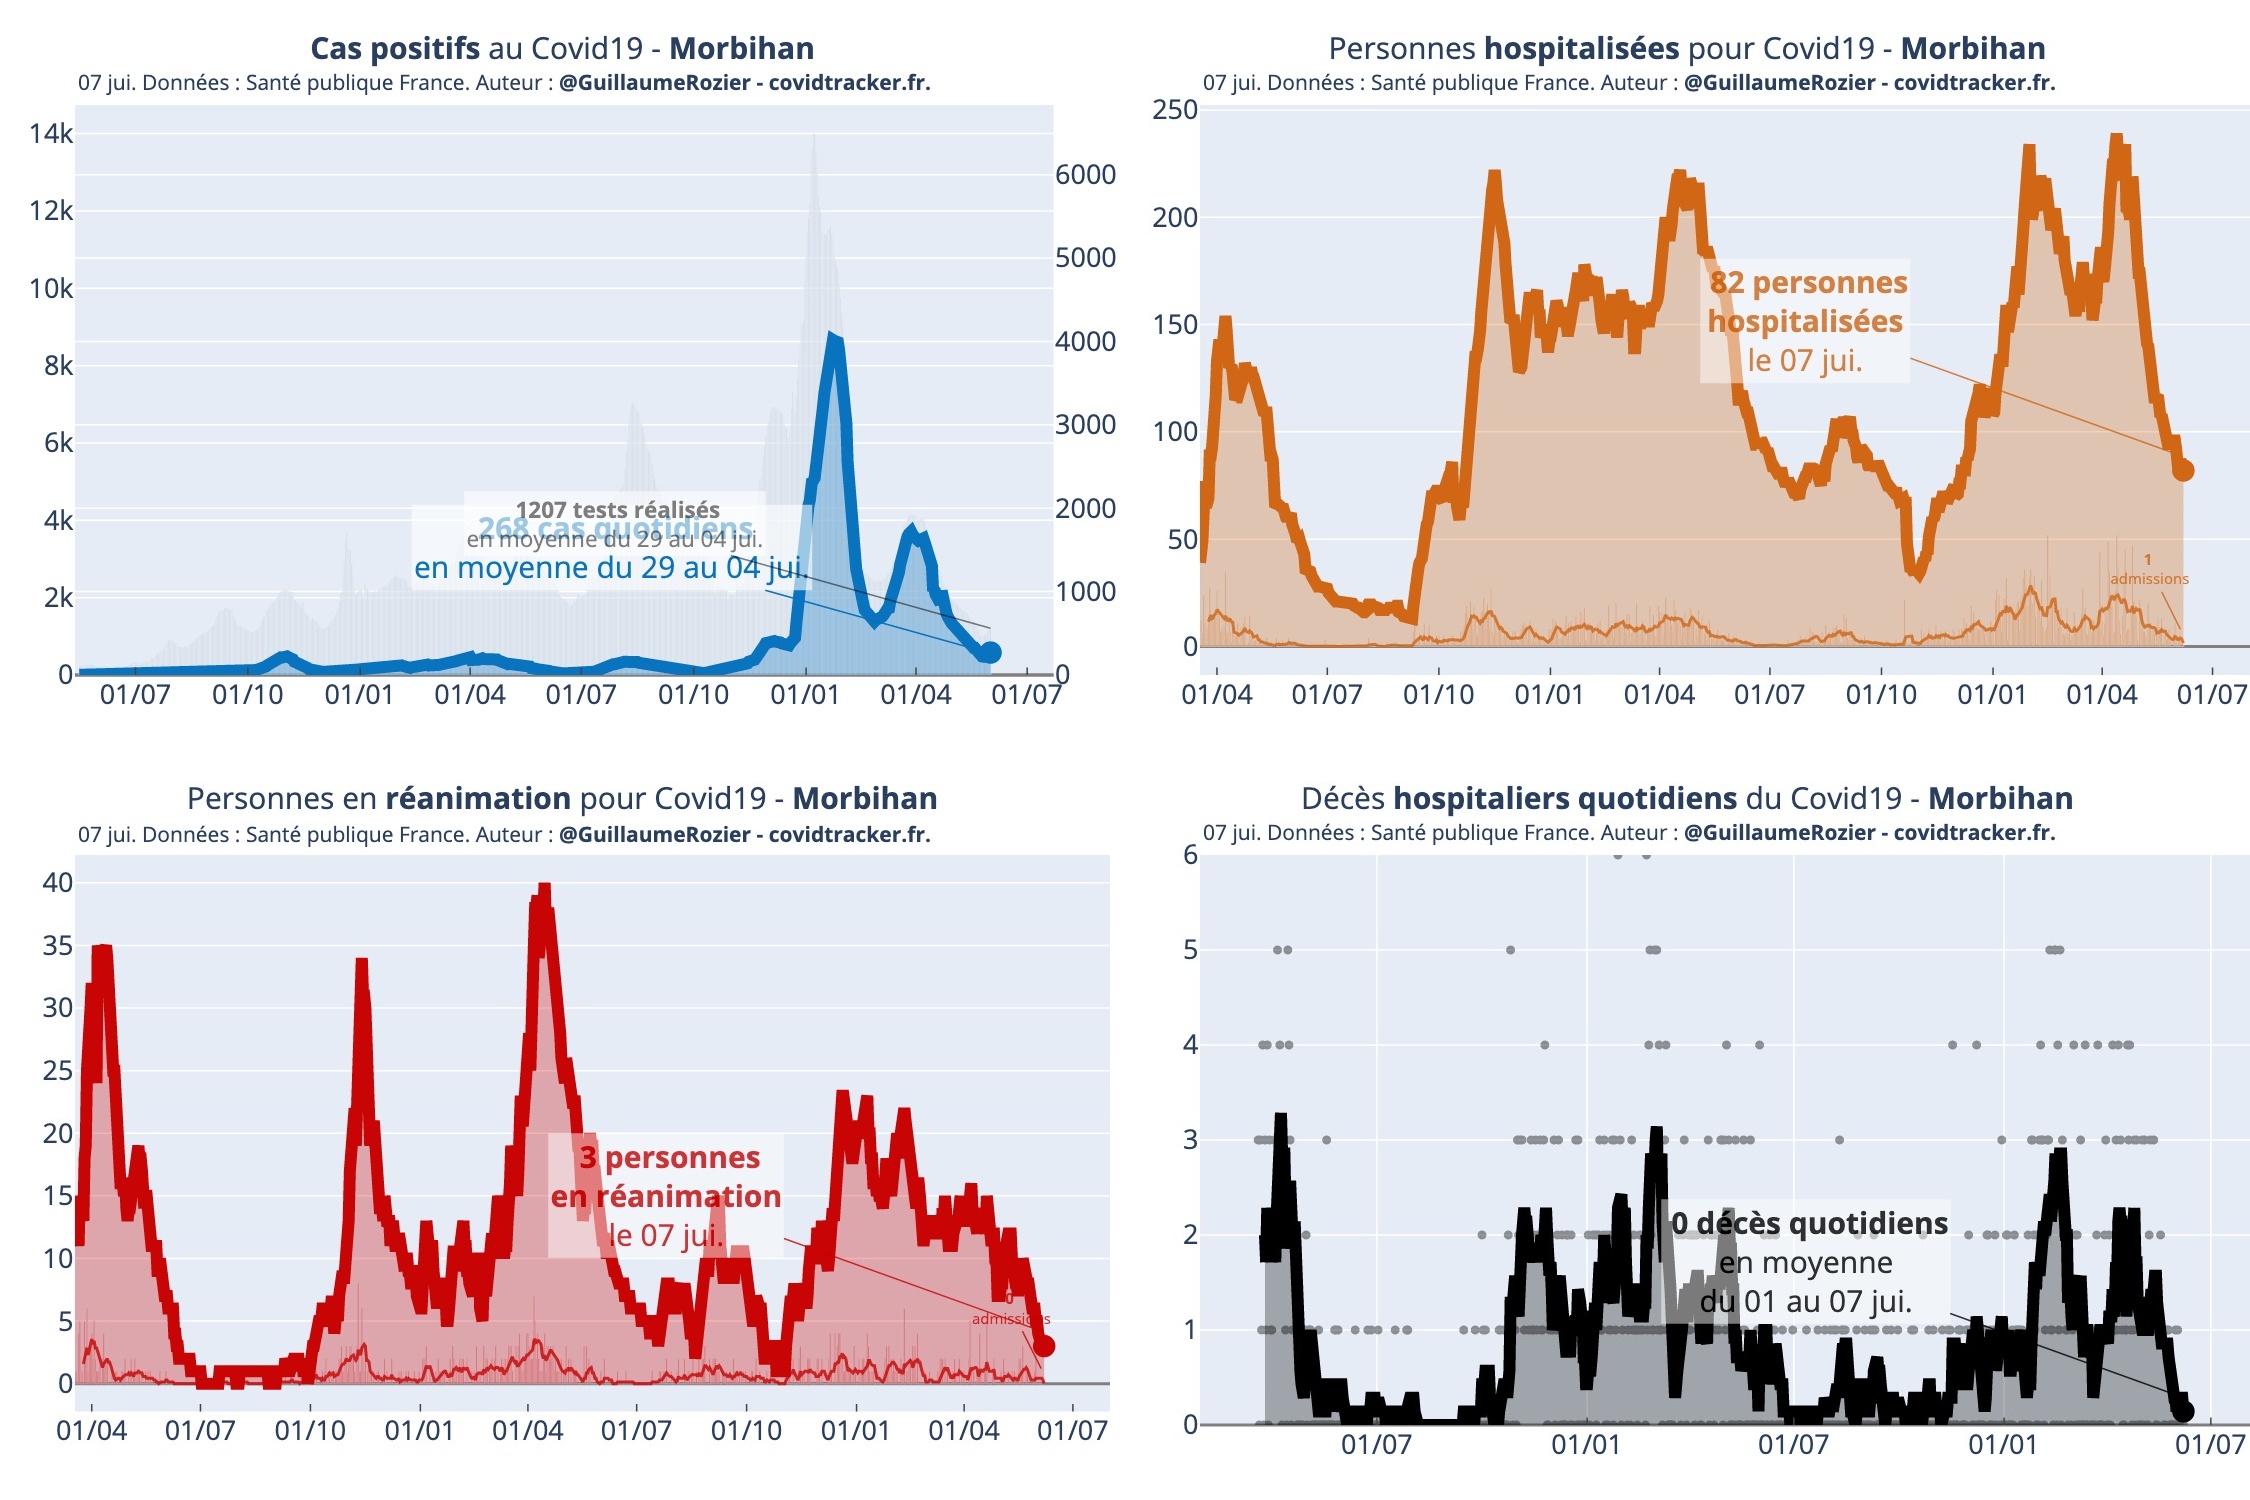 Cas positifs au Covid19 - Morbihan
07 jui. Données : Santé publique France. Auteur : @GuillaumeRozier - covidtracker.fr.
14k
12k
10k
8k
6k
4k
2k
0
6000
5000
4000
3000
2000
1000
0
1207 tests réalisés
en moyenne du 29 au 04 jui.
268 cas quotidiens
en moyenne du 29 au 04 jui.
01/07 01/10 01/01 01/04 01/07 01/10 01/01 01/04 01/07
Personnes hospitalisées pour Covid19 - Morbihan
07 jui. Données : Santé publique France. Auteur : @GuillaumeRozier - covidtracker.fr.
250
200
150
100
50
0
82 personnes
hospitalisées
le 07 jui.
1
admissions
01/04 01/07 01/10 01/01 01/04 01/07 01/10 01/01 01/04 01/07
Personnes en réanimation pour Covid19 - Morbihan
07 jui. Données : Santé publique France. Auteur : @GuillaumeRozier - covidtracker.fr.
40
35
30
25
20
15
10
5
0
3 personnes
en réanimation
le 07 jui.
0
admissions
01/04 01/07 01/10 01/01 01/04 01/07 01/10 01/01 01/04 01/07
Décès hospitaliers quotidiens du Covid19 - Morbihan
07 jui. Données : Santé publique France. Auteur : @GuillaumeRozier - covidtracker.fr.
6
5
4
3
2
1
0
0 décès quotidiens
en moyenne
du 01 au 07 jui.
01/07 01/01 01/07 01/01 01/07